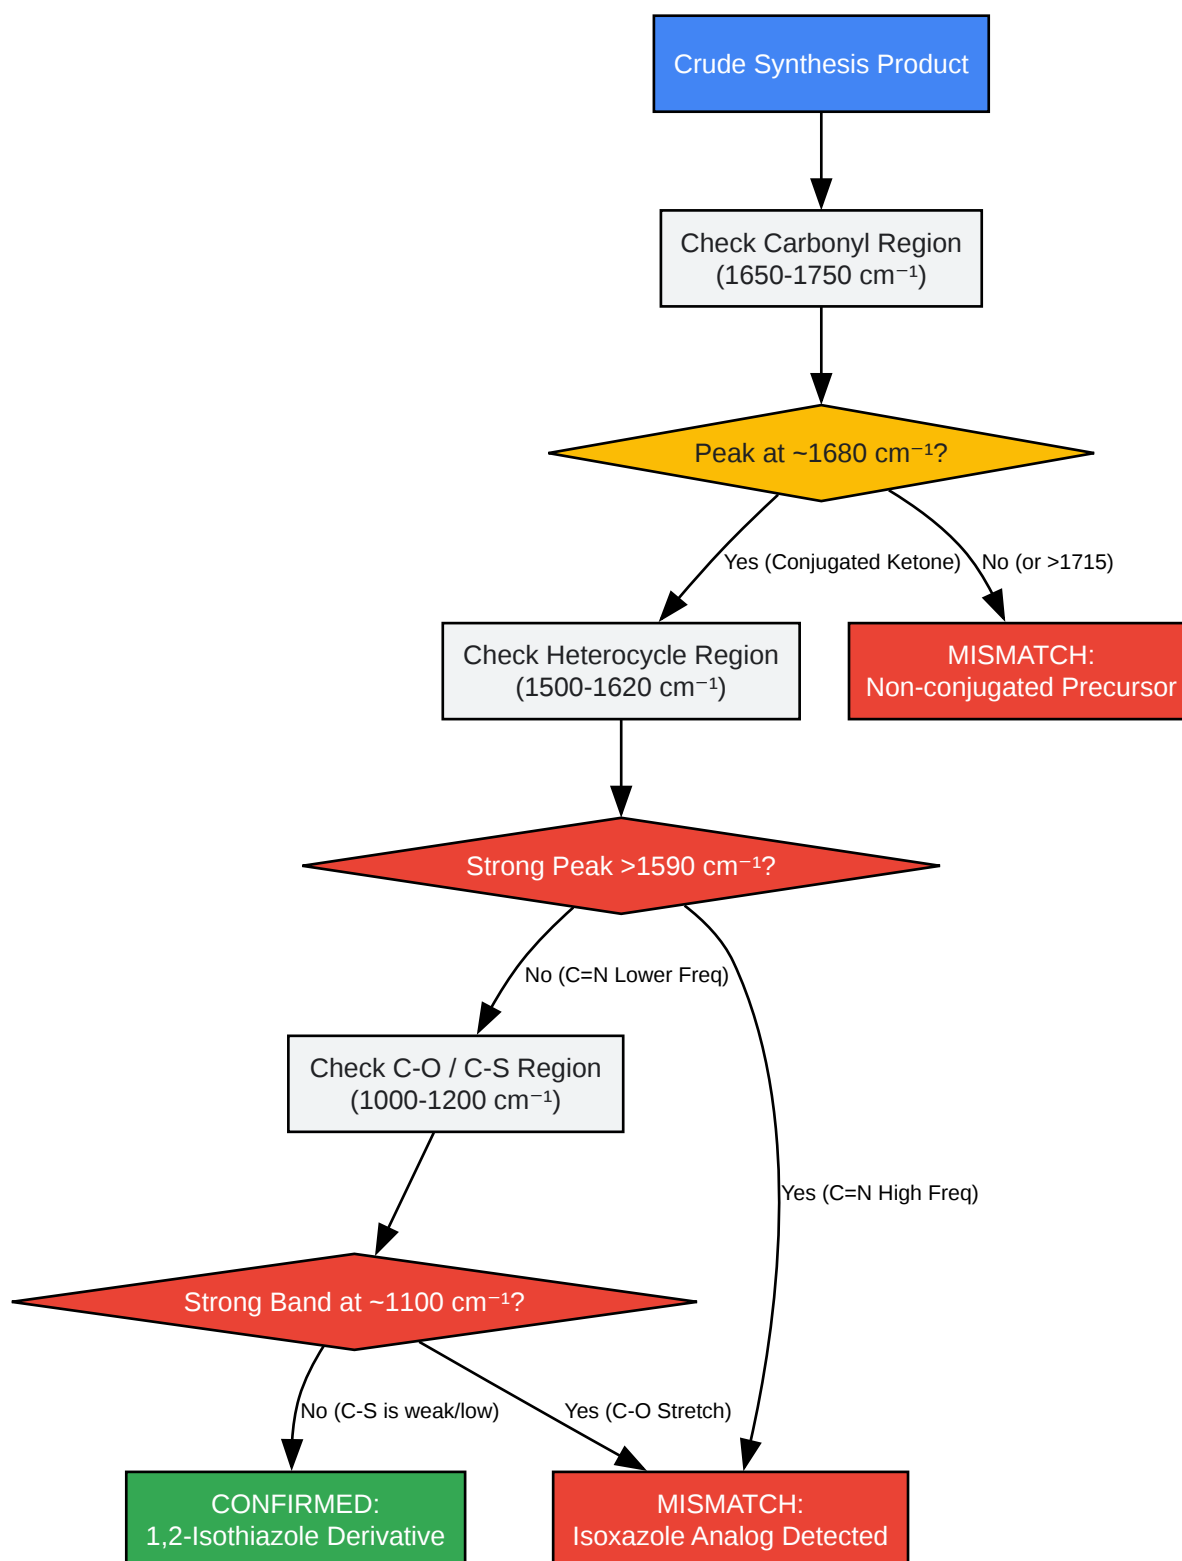 Crude Synthesis Product
Check Carbonyl Region
(1650-1750 cm⁻¹)
Peak at ~1680 cm⁻¹?
Yes (Conjugated Ketone)
No (or >1715)
Check Heterocycle Region
(1500-1620 cm⁻¹)
MISMATCH:
Non-conjugated Precursor
Strong Peak >1590 cm⁻¹?
No (C=N Lower Freq)
Check C-O / C-S Region
(1000-1200 cm⁻¹)
Yes (C=N High Freq)
Strong Band at ~1100 cm⁻¹?
No (C-S is weak/low)
Yes (C-O Stretch)
CONFIRMED:
1,2-Isothiazole Derivative
MISMATCH:
Isoxazole Analog Detected